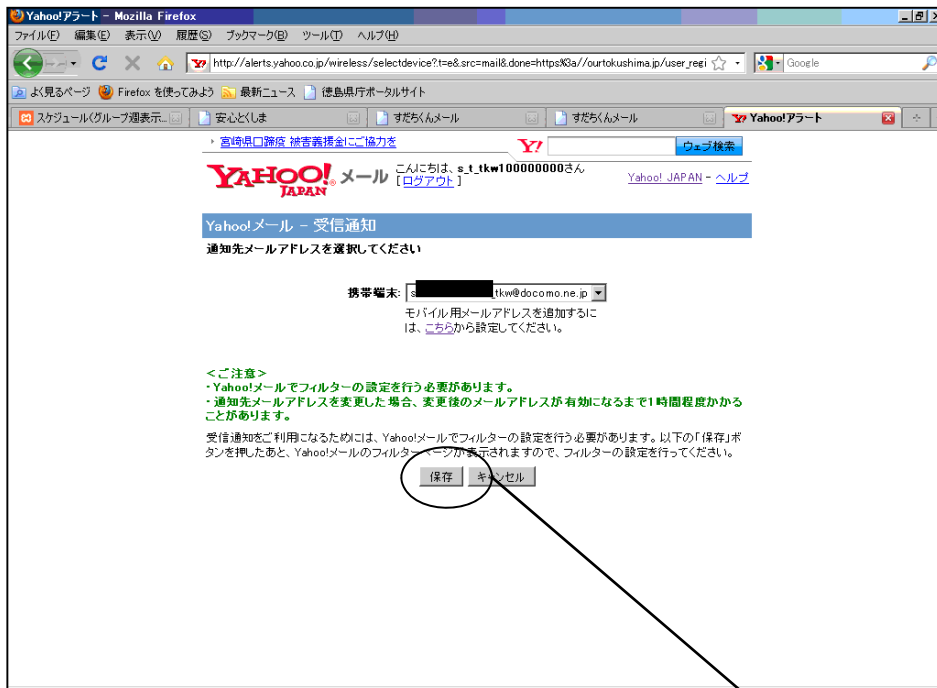 Yahoo!アラート - Mozilla Firefox
ファイル(F) 編集(E) 表示(V) 履歴(S) ブックマーク(B) ツール(T) ヘルプ(H)
http://alerts.yahoo.co.jp/wireless/selectdevice?.t=e&.src=mail&.done=https%3a//ourtokushima.jp/user_regi
Google
よく見るページ Firefox を使ってみよう 最新ニュース 徳島県庁ポータルサイト
スケジュール(グループ週表示... 安心とくしま すだちくんメール すだちくんメール Yahoo!アラート
宮崎県口蹄疫 被害義援金にご協力を
Y! ウェブ検索
YAHOO! JAPAN メール
こんにちは、s_t_tkw100000000さん
[ログアウト]
Yahoo! JAPAN - ヘルプ
Yahoo!メール - 受信通知
通知先メールアドレスを選択してください
携帯端末: s _tkw@docomo.ne.jp
モバイル用メールアドレスを追加するに
は、こちらから設定してください。
<ご注意>
・Yahoo!メールでフィルターの設定を行う必要があります。
・通知先メールアドレスを変更した場合、変更後のメールアドレスが有効になるまで1時間程度かかる
ことがあります。
受信通知をご利用になるためには、Yahoo!メールでフィルターの設定を行う必要があります。以下の「保存」ボ
タンを押したあと、Yahoo!メールのフィルターページが表示されますので、フィルターの設定を行ってください。
保存 キャンセル